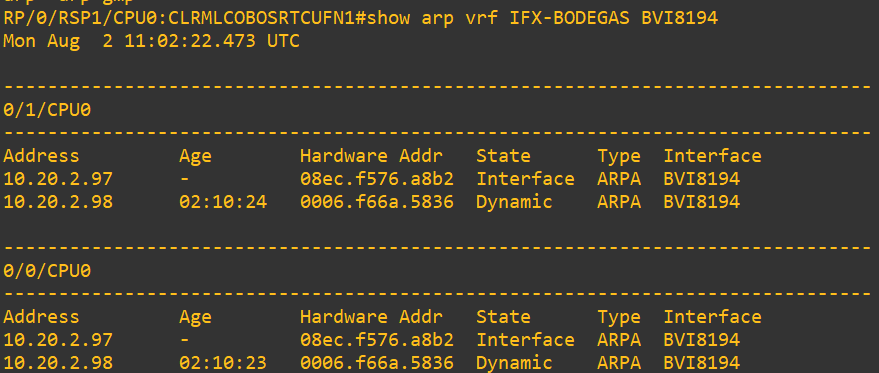 RP/0/RSP1/CPU0:CLRMLCOBOSRTCUFN1#show arp vrf IFX-BODEGAS BVI8194
Mon Aug  2 11:02:22.473 UTC
-------------------------------------------------------------------------------
0/1/CPU0
-------------------------------------------------------------------------------
Address         Age        Hardware Addr   State      Type  Interface
10.20.2.97      -          08ec.f576.a8b2  Interface  ARPA  BVI8194
10.20.2.98      02:10:24   0006.f66a.5836  Dynamic    ARPA  BVI8194
-------------------------------------------------------------------------------
0/0/CPU0
-------------------------------------------------------------------------------
Address         Age        Hardware Addr   State      Type  Interface
10.20.2.97      -          08ec.f576.a8b2  Interface  ARPA  BVI8194
10.20.2.98      02:10:23   0006.f66a.5836  Dynamic    ARPA  BVI8194